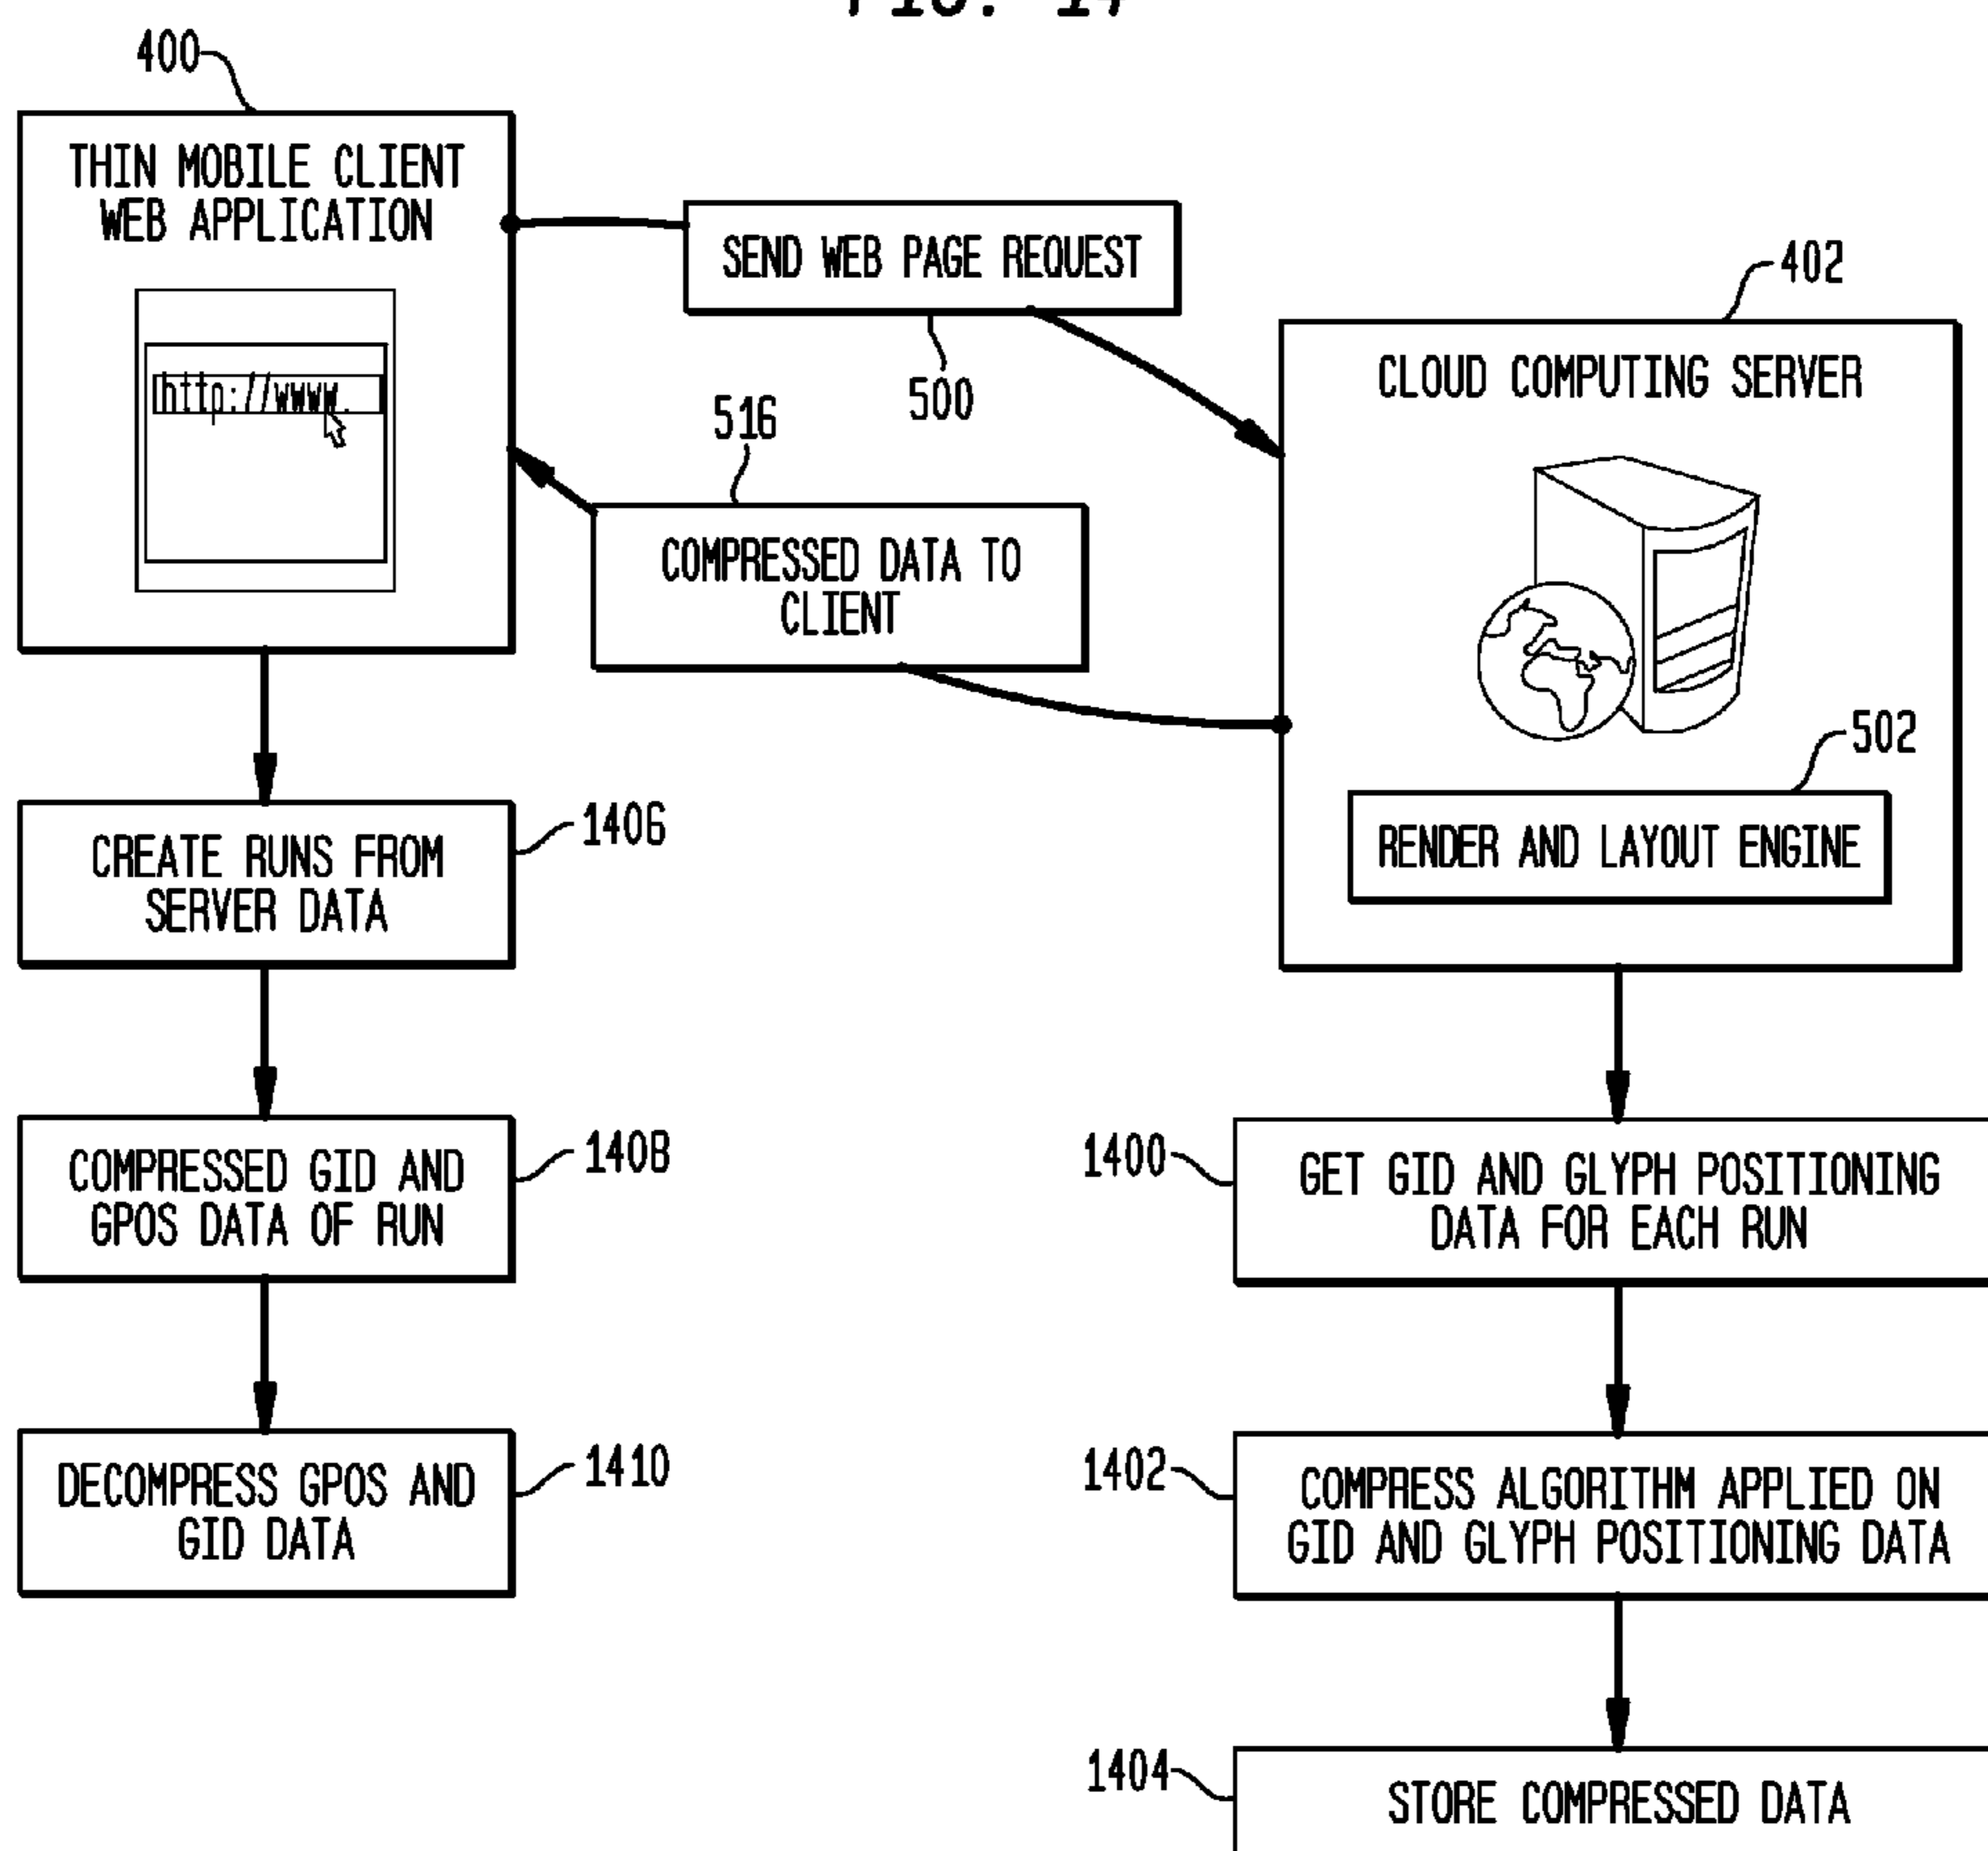 FIG. 14
400
THIN MOBILE CLIENT
WEB APPLICATION
http://www.
SEND WEB PAGE REQUEST
500
402
CLOUD COMPUTING SERVER
516
COMPRESSED DATA TO
CLIENT
502
RENDER AND LAYOUT ENGINE
CREATE RUNS FROM
SERVER DATA
1406
COMPRESSED GID AND
GPOS DATA OF RUN
1408
DECOMPRESS GPOS AND
GID DATA
1410
1400
GET GID AND GLYPH POSITIONING
DATA FOR EACH RUN
1402
COMPRESS ALGORITHM APPLIED ON
GID AND GLYPH POSITIONING DATA
1404
STORE COMPRESSED DATA